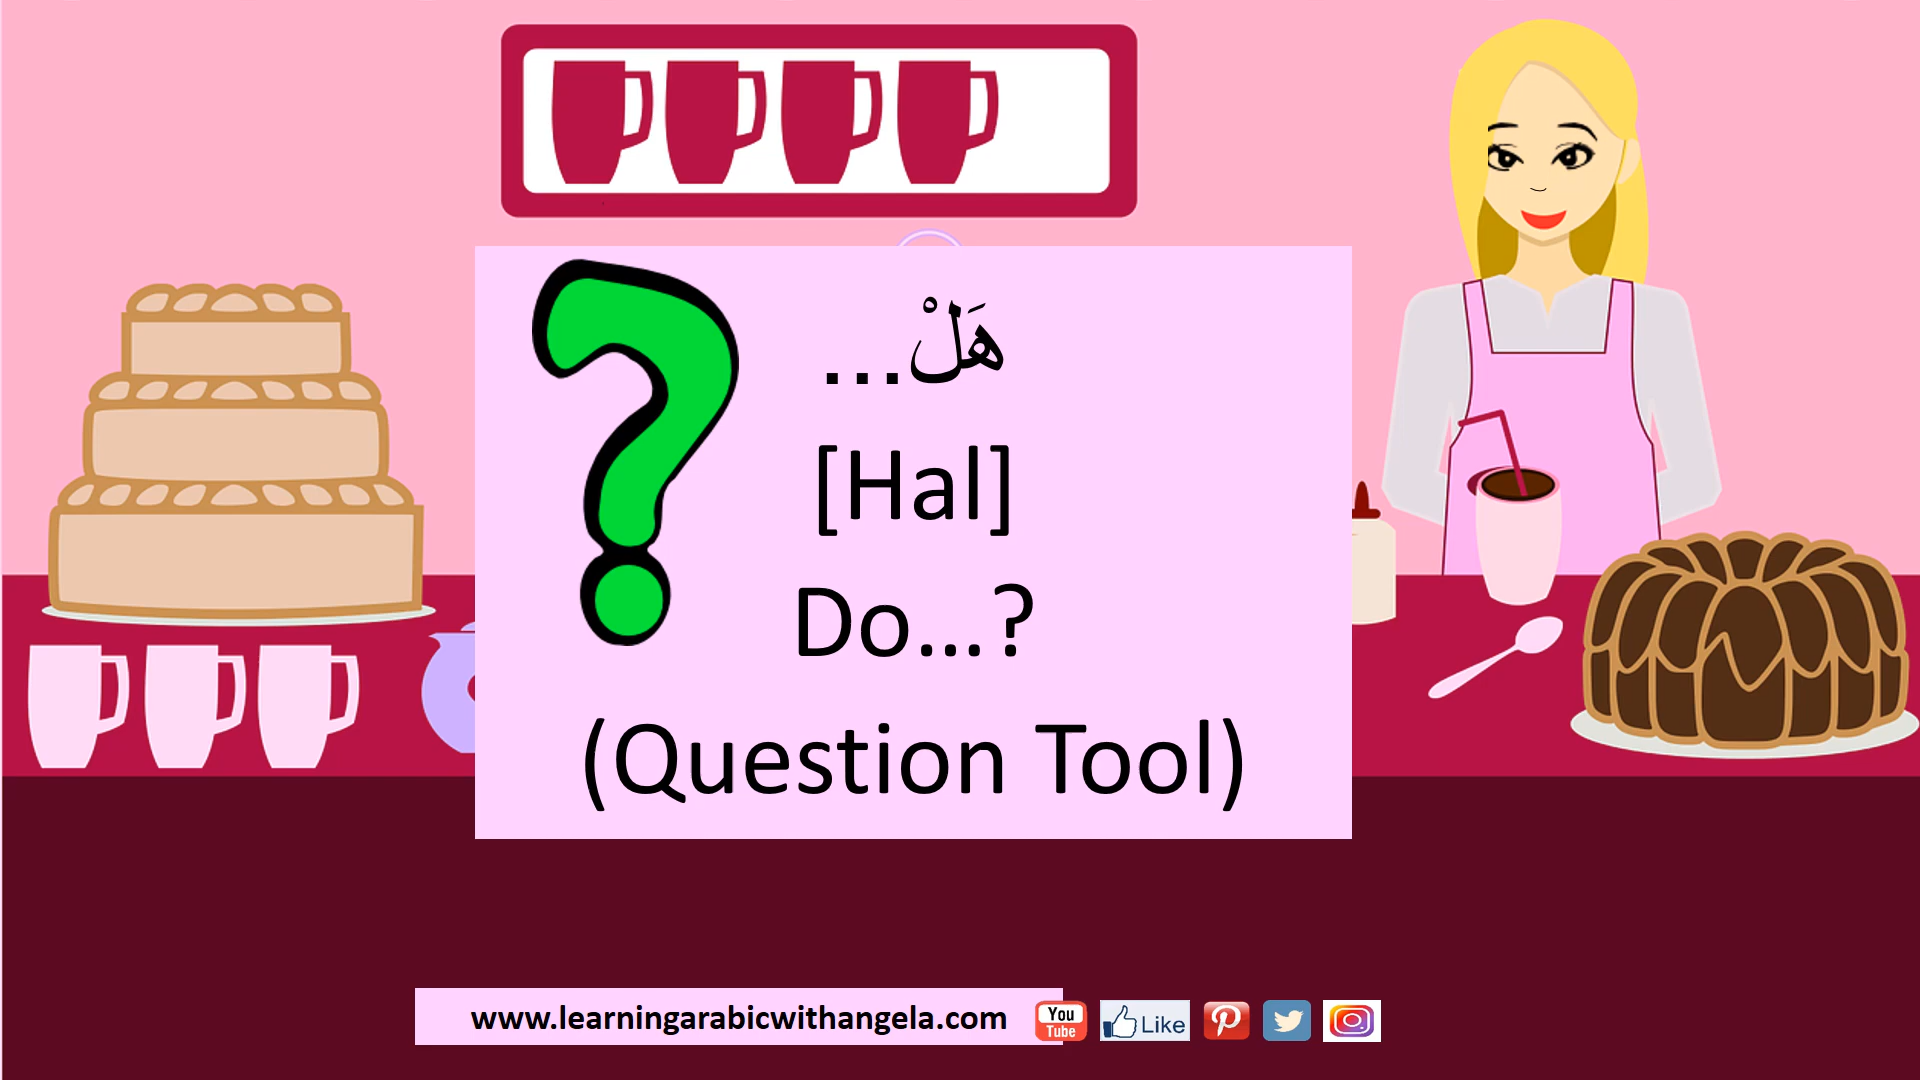 هَلْ...
[Hal]
Do...?
(Question Tool)
www.learningarabicwithangela.com
You
Tube
Like